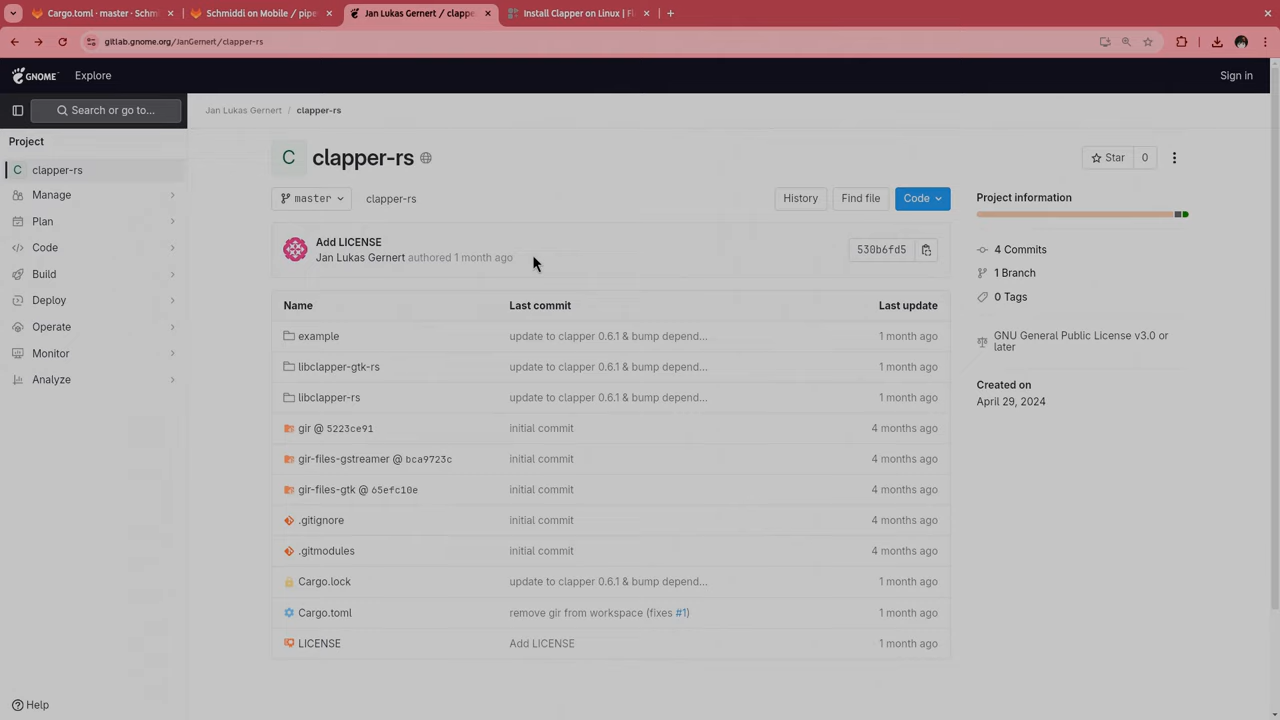 Cargo.toml · master · Schmi
Schmiddi on Mobile / pipe
Jan Lukas Gernert / clappe
Install Clapper on Linux | Fl
gitlab.gnome.org/JanGernert/clapper-rs
GNOME
Explore
Sign in
Search or go to...
Jan Lukas Gernert / clapper-rs
Project
C clapper-rs
Manage
Plan
Code
Build
Deploy
Operate
Monitor
Analyze
Help
C clapper-rs
Star 0
master
clapper-rs
History
Find file
Code
Add LICENSE
Jan Lukas Gernert authored 1 month ago
530b6fd5
Name Last commit Last update
example update to clapper 0.6.1 & bump depend... 1 month ago
libclapper-gtk-rs update to clapper 0.6.1 & bump depend... 1 month ago
libclapper-rs update to clapper 0.6.1 & bump depend... 1 month ago
gir @ 5223ce91 initial commit 4 months ago
gir-files-gstreamer @ bca9723c initial commit 4 months ago
gir-files-gtk @ 65efc10e initial commit 4 months ago
.gitignore initial commit 4 months ago
.gitmodules initial commit 4 months ago
Cargo.lock update to clapper 0.6.1 & bump depend... 1 month ago
Cargo.toml remove gir from workspace (fixes #1) 1 month ago
LICENSE Add LICENSE 1 month ago
Project information
4 Commits
1 Branch
0 Tags
GNU General Public License v3.0 or
later
Created on
April 29, 2024